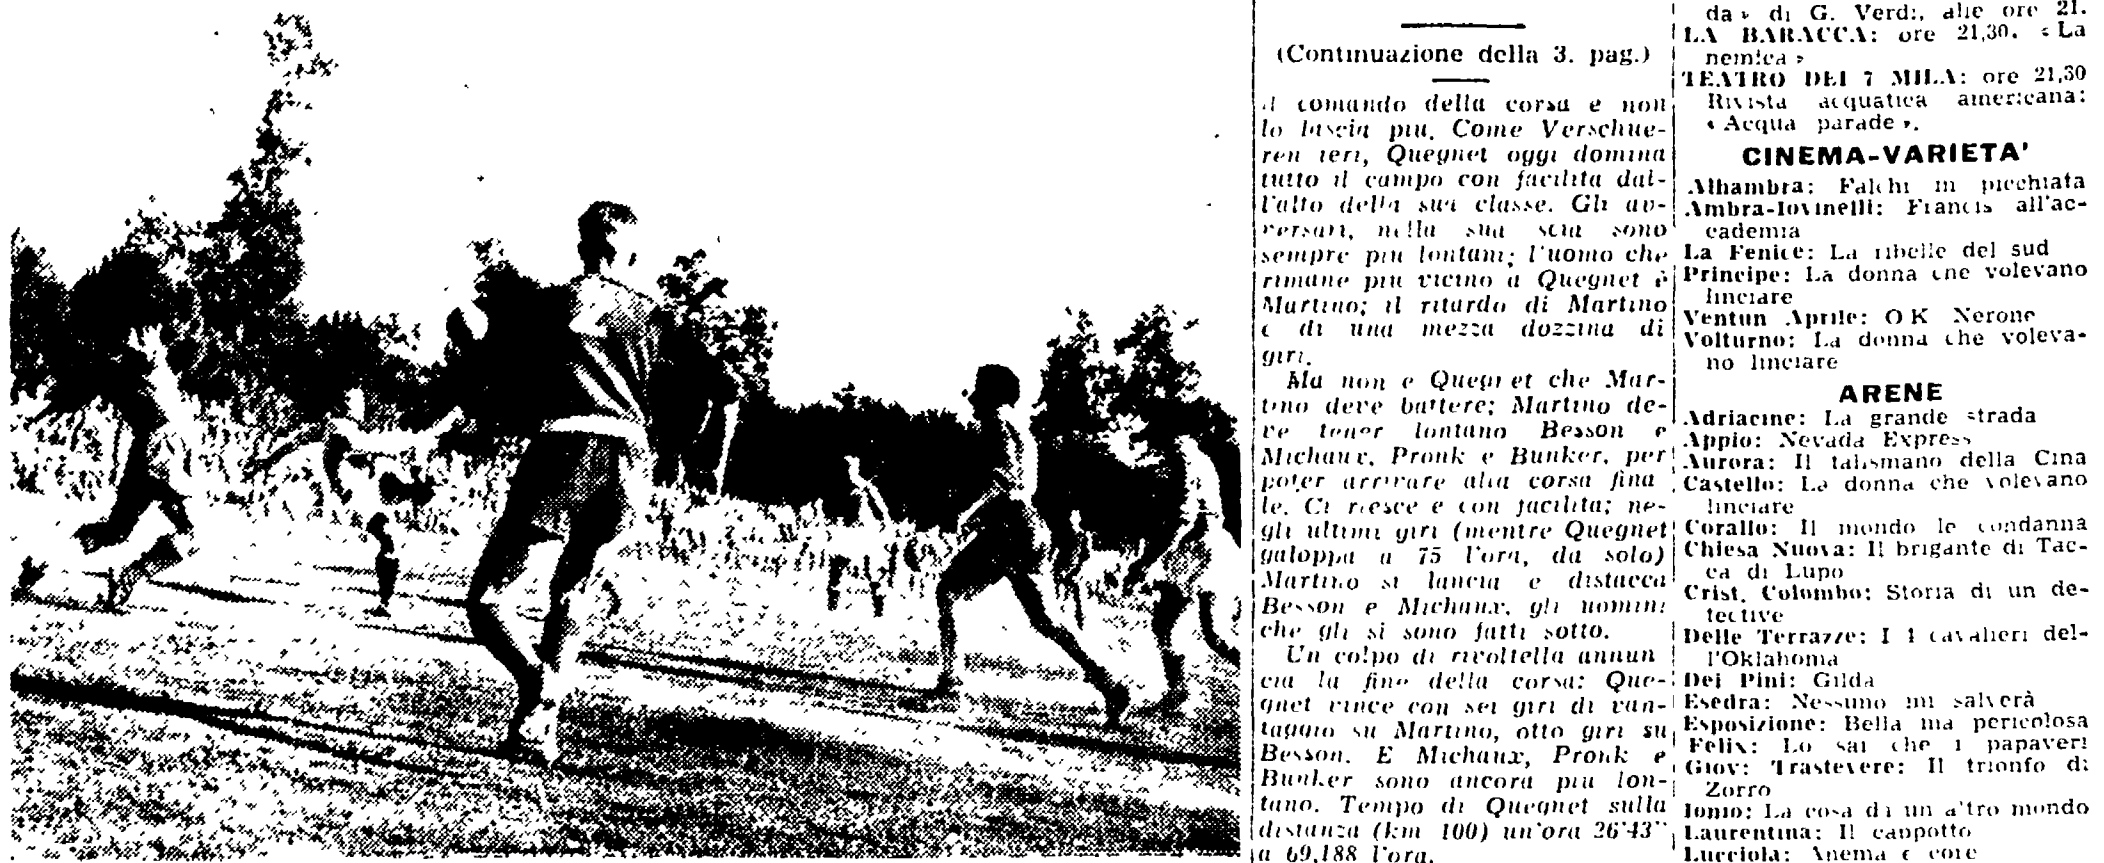 (Continuazione della 3. pag.)
il comando della corsa e non
lo lascia più. Come Verschue-
ren ieri, Quegnet oggi domina
tutto il campo con facilità dal-
l'alto della sua classe. Gli av-
versari, nella sua scia sono
sempre più lontani; l'uomo che
rimane più vicino a Quegnet è
Martino; il ritardo di Martino
è di una mezza dozzina di
giri.
Ma non è Quegnet che Mar-
tino deve battere; Martino de-
ve tener lontano Besson e
Michaux, Pronk e Bunker, per
poter arrivare alla corsa fina
le. Ci riesce e con facilità; ne-
gli ultimi giri (mentre Quegnet
galoppa a 75 l'ora, da solo)
Martino si lancia e distacca
Besson e Michaux, gli uomini
che gli si sono fatti sotto.
Un colpo di rivoltella annun
cia la fine della corsa: Que-
gnet vince con sei giri di van-
taggio su Martino, otto giri su
Besson. E Michaux, Pronk e
Bunker sono ancora più lon-
tano. Tempo di Quegnet sulla
distanza (km 100) un'ora 26'43"
a 69,188 l'ora.
da » di G. Verdi, alle ore 21.
LA BARACCA: ore 21,30. « La
nemica »
TEATRO DEI 7 MILA: ore 21,30
Rivista acquatica americana:
« Acqua parade ».
CINEMA-VARIETA'
Alhambra: Falchi in picchiata
Ambra-Iovinelli: Francis all'ac-
cademia
La Fenice: La ribelle del sud
Principe: La donna che volevano
linciare
Ventun Aprile: O K Nerone
Volturno: La donna che voleva-
no linciare
ARENE
Adriacine: La grande strada
Appio: Nevada Express
Aurora: Il talismano della Cina
Castello: La donna che volevano
linciare
Corallo: Il mondo le condanna
Chiesa Nuova: Il brigante di Tac-
ca di Lupo
Crist. Colombo: Storia di un de-
tective
Delle Terrazze: I 4 cavalieri del-
l'Oklahoma
Dei Pini: Gilda
Esedra: Nessuno mi salverà
Esposizione: Bella ma pericolosa
Felix: Lo sai che i papaveri
Giov: Trastevere: Il trionfo di
Zorro
Ionio: La cosa da un altro mondo
Laurentina: Il cappotto
Lucciola: Anema e core